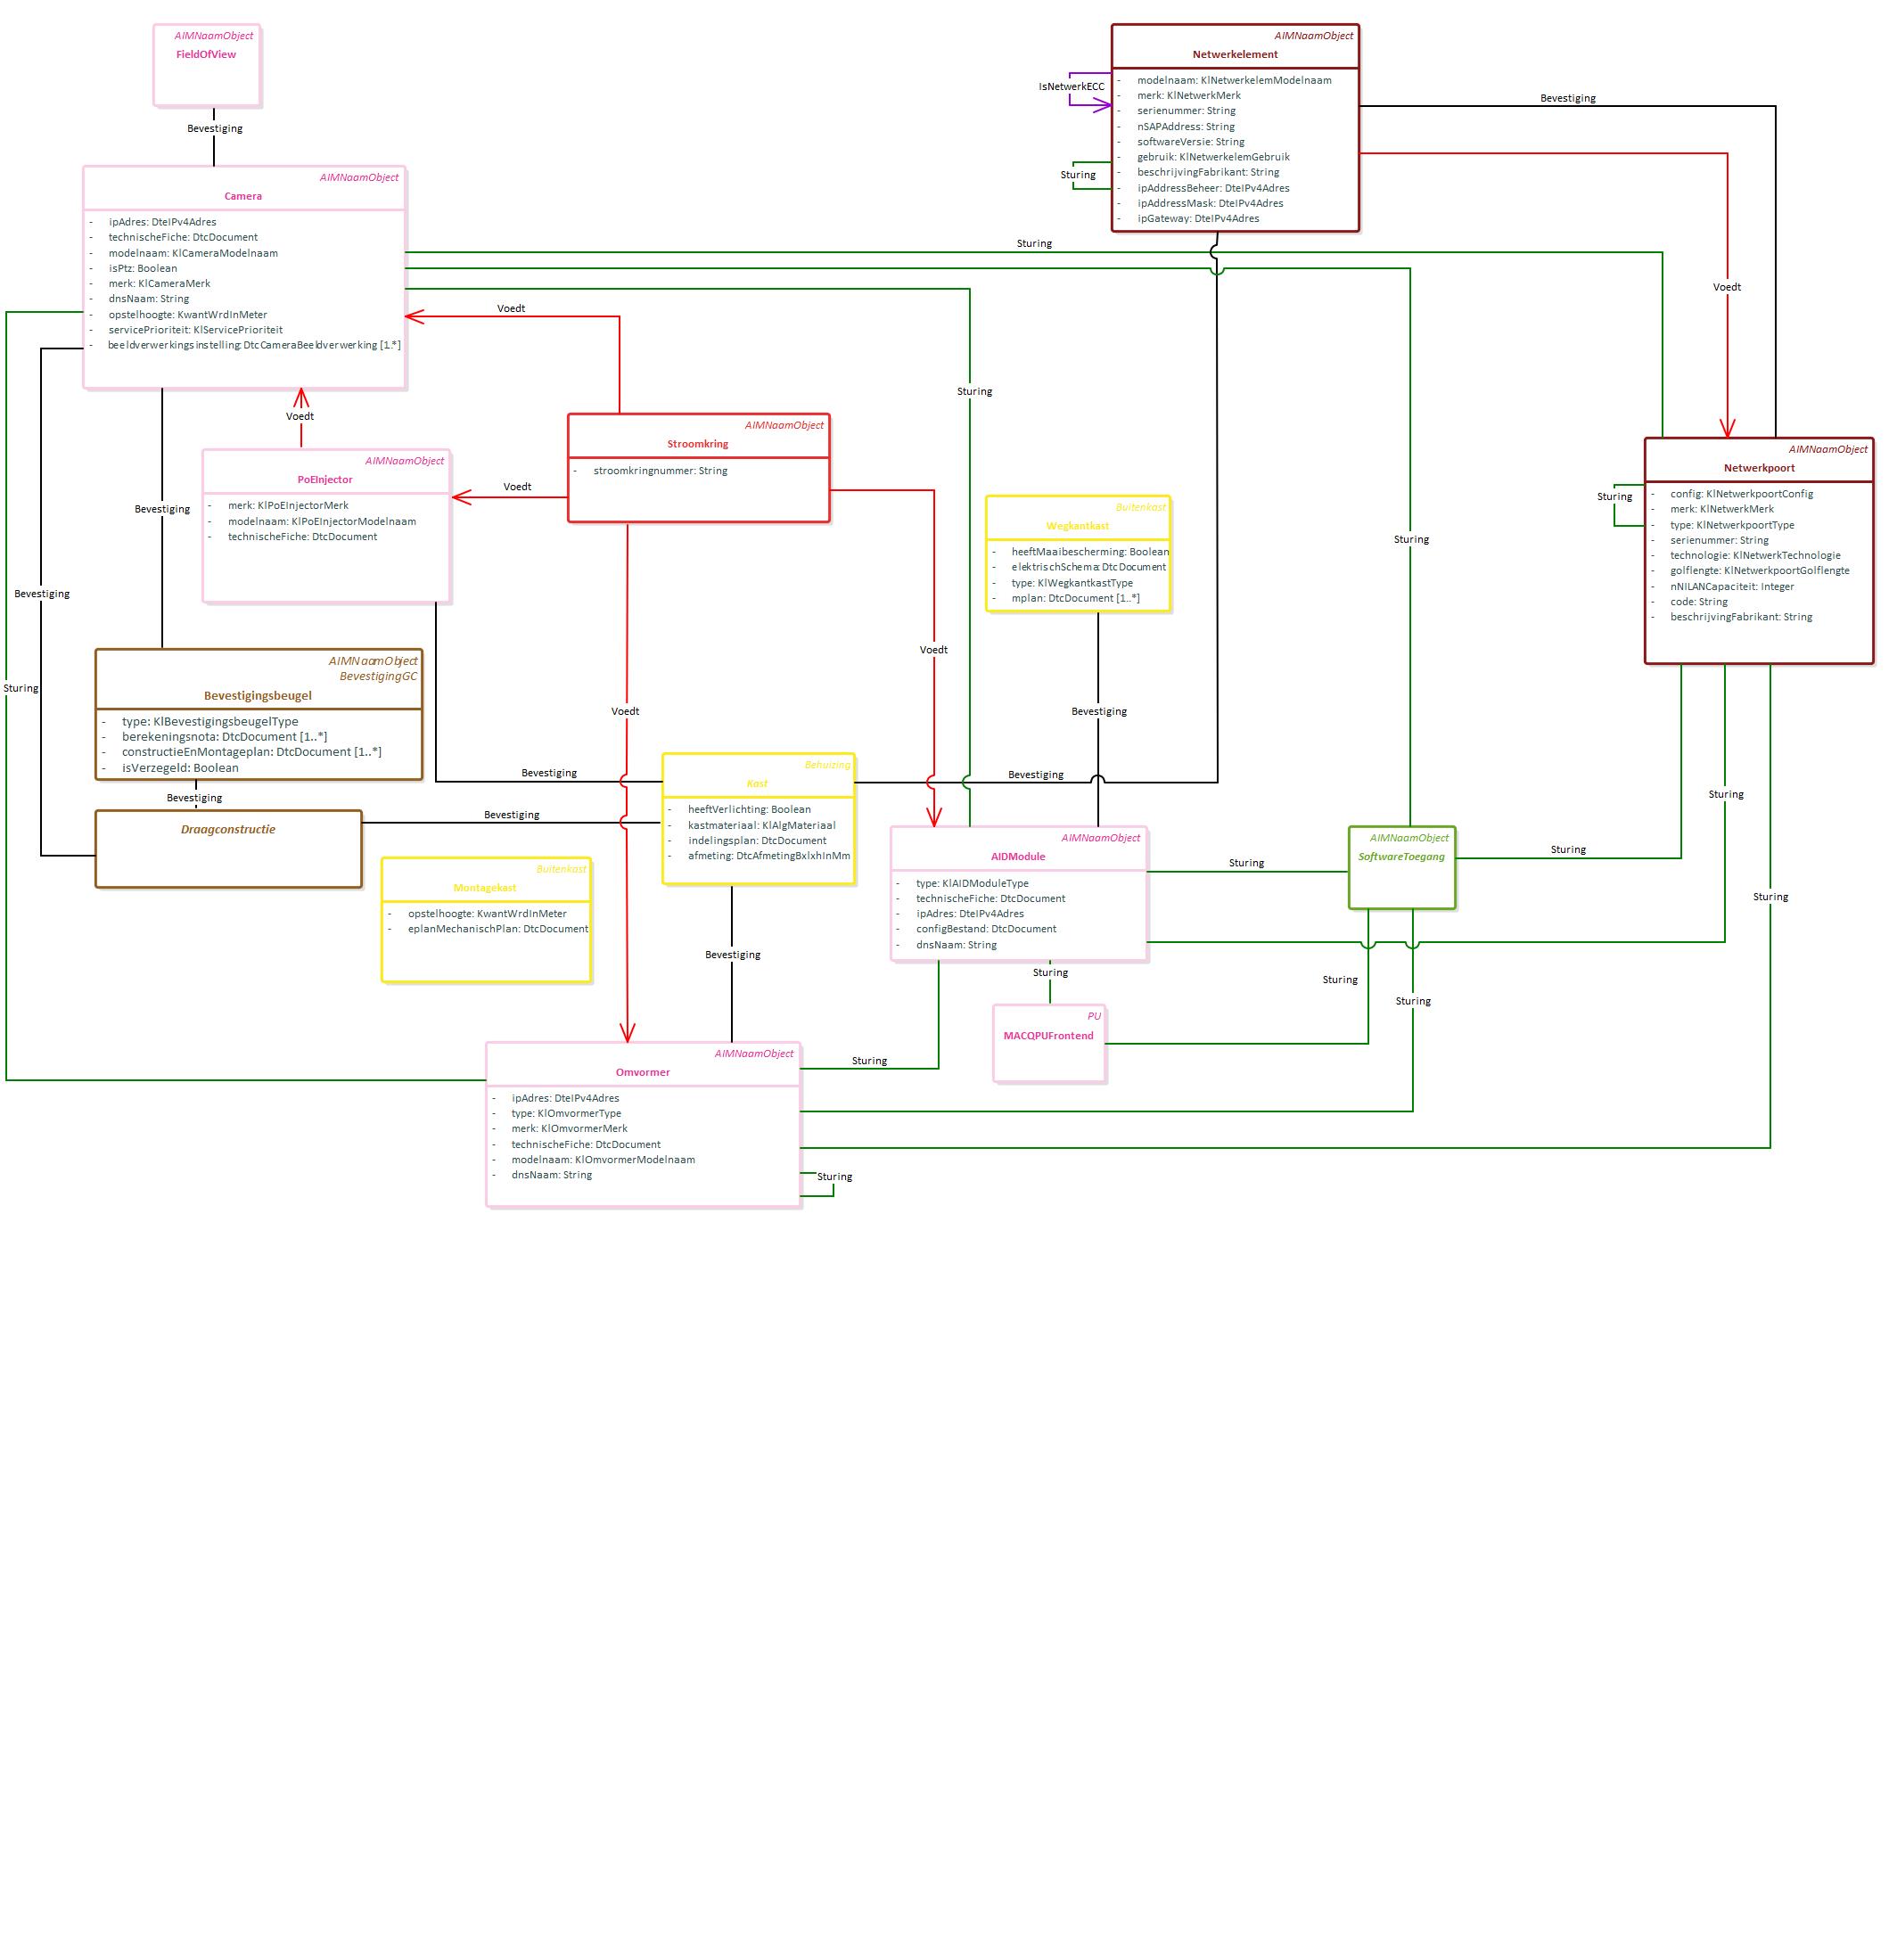 AIMNaamObject
FieldOfView
Bevestiging
AIMNaamObject
Netwerkelement
- modelnaam: KlNetwerkelemModelnaam
- merk: KlNetwerkMerk
- serienummer: String
- nSAPAddress: String
- softwareVersie: String
- gebruik: KlNetwerkelemGebruik
- beschrijvingFabrikant: String
- ipAddressBeheer: DteIPv4Adres
- ipAddressMask: DteIPv4Adres
- ipGateway: DteIPv4Adres
IsNetwerkECC
Sturing
Bevestiging
Voedt
AIMNaamObject
Camera
- ipAdres: DteIPv4Adres
- technischeFiche: DtcDocument
- modelnaam: KlCameraModelnaam
- isPtz: Boolean
- merk: KlCameraMerk
- dnsNaam: String
- opstelhoogte: KwantWrdInMeter
- servicePrioriteit: KlServicePrioriteit
- beeldverwerkingsinstelling: DtcCameraBeeldverwerking [1..*]
Sturing
Voedt
Sturing
Voedt
AIMNaamObject
Stroomkring
- stroomkringnummer: String
AIMNaamObject
PoEInjector
- merk: KlPoEInjectorMerk
- modelnaam: KlPoEInjectorModelnaam
- technischeFiche: DtcDocument
Voedt
Bevestiging
Buitenkast
Wegkantkast
- heeftMaaibescherming: Boolean
- elektrischSchema: DtcDocument
- type: KlWegkantkastType
- mplan: DtcDocument [1..*]
Sturing
AIMNaamObject
Netwerkpoort
- config: KlNetwerkpoortConfig
- merk: KlNetwerkMerk
- type: KlNetwerkpoortType
- serienummer: String
- technologie: KlNetwerkTechnologie
- golflengte: KlNetwerkpoortGolflengte
- nNILANCapaciteit: Integer
- code: String
- beschrijvingFabrikant: String
Sturing
Bevestiging
Sturing
AIMNaamObject
BevestigingGC
Bevestigingsbeugel
- type: KlBevestigingsbeugelType
- berekeningsnota: DtcDocument [1..*]
- constructieEnMontageplan: DtcDocument [1..*]
- isVerzegeld: Boolean
Voedt
Voedt
Bevestiging
Bevestiging
Bevestiging
Bevestiging
Draagconstructie
Bevestiging
Behuizing
Kast
- heeftVerlichting: Boolean
- kastmateriaal: KlAlgMateriaal
- indelingsplan: DtcDocument
- afmeting: DtcAfmetingBxlxhInMm
Sturing
Buitenkast
Montagekast
- opstelhoogte: KwantWrdInMeter
- eplanMechanischPlan: DtcDocument
AIMNaamObject
AIDModule
- type: KlAIDModuleType
- technischeFiche: DtcDocument
- ipAdres: DteIPv4Adres
- configBestand: DtcDocument
- dnsNaam: String
Sturing
AIMNaamObject
SoftwareToegang
Sturing
Sturing
Bevestiging
Sturing
Sturing
Sturing
PU
MACQPUFrontend
AIMNaamObject
Omvormer
- ipAdres: DteIPv4Adres
- type: KlOmvormerType
- merk: KlOmvormerMerk
- technischeFiche: DtcDocument
- modelnaam: KlOmvormerModelnaam
- dnsNaam: String
Sturing
Sturing